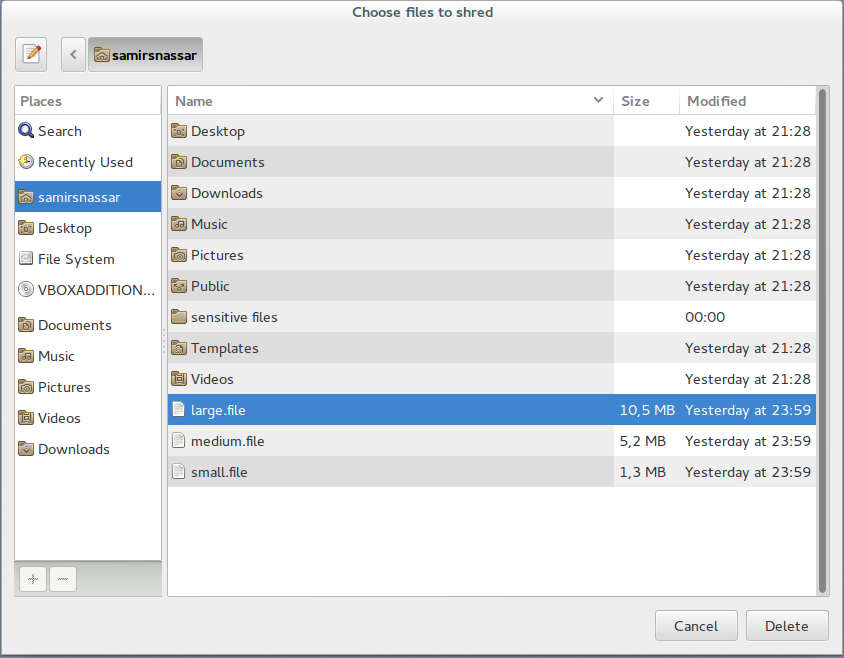 Choose files to shred
samirsnassar
Places
Search
Recently Used
samirsnassar
Desktop
File System
VBOXADDITION...
Documents
Music
Pictures
Videos
Downloads
Name Size Modified
Desktop Yesterday at 21:28
Documents Yesterday at 21:28
Downloads Yesterday at 21:28
Music Yesterday at 21:28
Pictures Yesterday at 21:28
Public Yesterday at 21:28
sensitive files 00:00
Templates Yesterday at 21:28
Videos Yesterday at 21:28
large.file 10,5 MB Yesterday at 23:59
medium.file 5,2 MB Yesterday at 23:59
small.file 1,3 MB Yesterday at 23:59
Cancel Delete